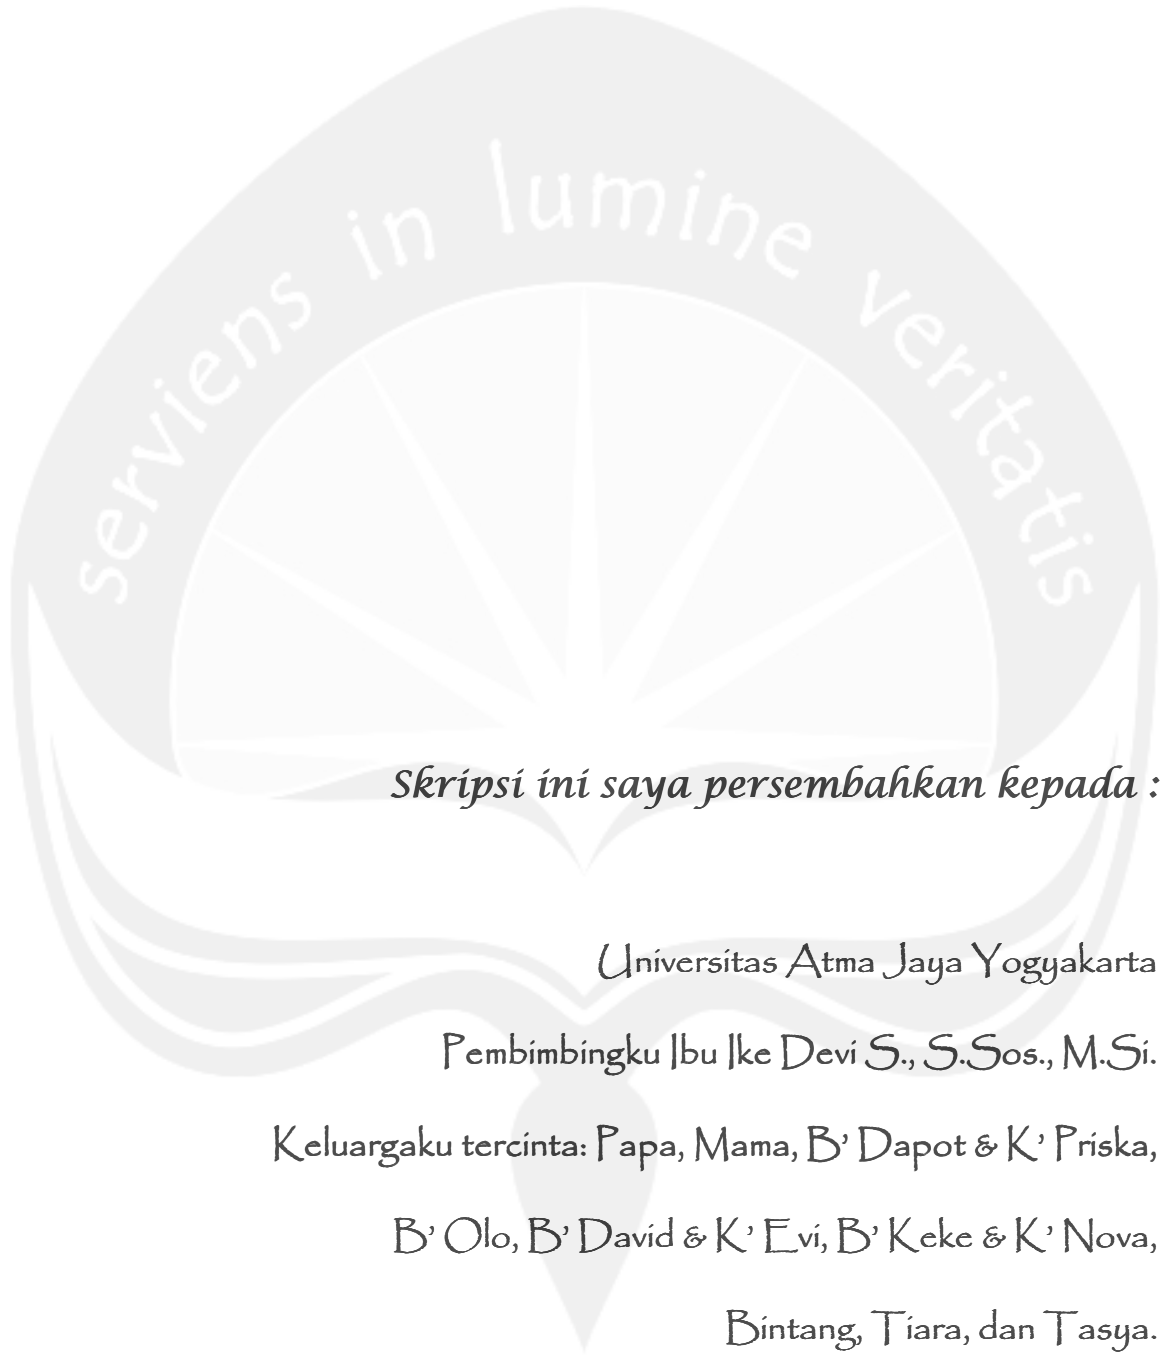 serviens in lumine veritatis
Skripsi ini saya persembahkan kepada :
Universitas Atma Jaya Yogyakarta
Pembimbingku Ibu Ike Devi S., S.Sos., M.Si.
Keluargaku tercinta: Papa, Mama, B’ Dapot & K’ Priska,
B’ Olo, B’ David & K’ Evi, B’ Keke & K’ Nova,
Bintang, Tiara, dan Tasya.